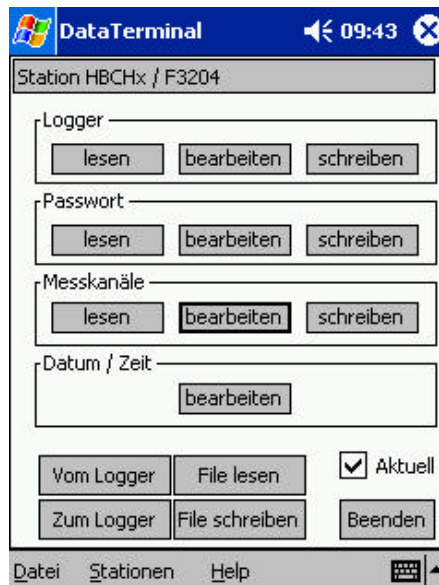 DataTerminal 09:43
Station HBCHx / F3204
Logger
lesen bearbeiten schreiben
Passwort
lesen bearbeiten schreiben
Messkanäle
lesen bearbeiten schreiben
Datum / Zeit
bearbeiten
Vom Logger File lesen Aktuell
Zum Logger File schreiben Beenden
Datei Stationen Help